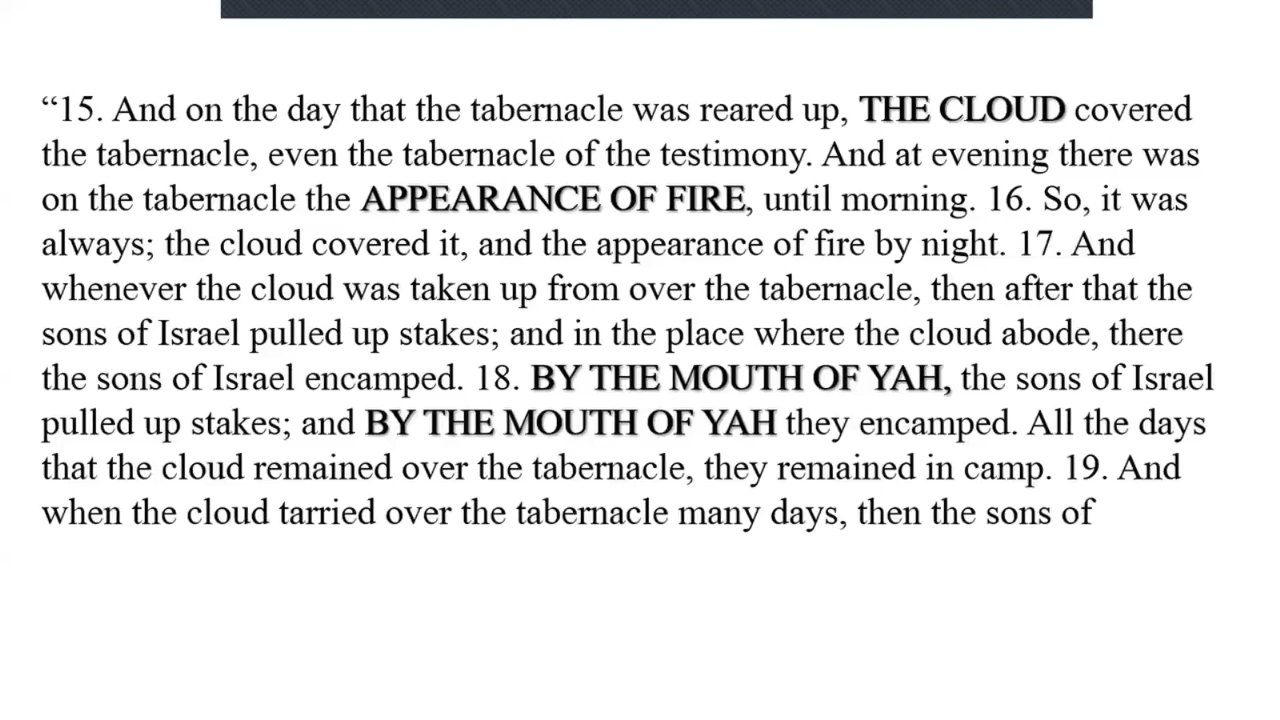 “15. And on the day that the tabernacle was reared up, THE CLOUD covered
the tabernacle, even the tabernacle of the testimony. And at evening there was
on the tabernacle the APPEARANCE OF FIRE, until morning. 16. So, it was
always; the cloud covered it, and the appearance of fire by night. 17. And
whenever the cloud was taken up from over the tabernacle, then after that the
sons of Israel pulled up stakes; and in the place where the cloud abode, there
the sons of Israel encamped. 18. BY THE MOUTH OF YAH, the sons of Israel
pulled up stakes; and BY THE MOUTH OF YAH they encamped. All the days
that the cloud remained over the tabernacle, they remained in camp. 19. And
when the cloud tarried over the tabernacle many days, then the sons of